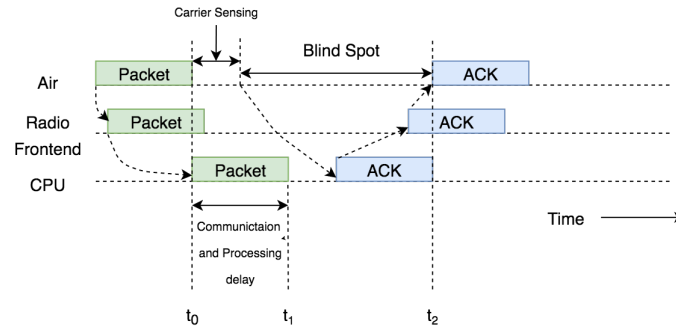 Carrier Sensing
Blind Spot
Air
Packet
ACK
Radio
Frontend
Packet
ACK
CPU
Packet
ACK
Time
Communictaion
and Processing
delay
t0
t1
t2